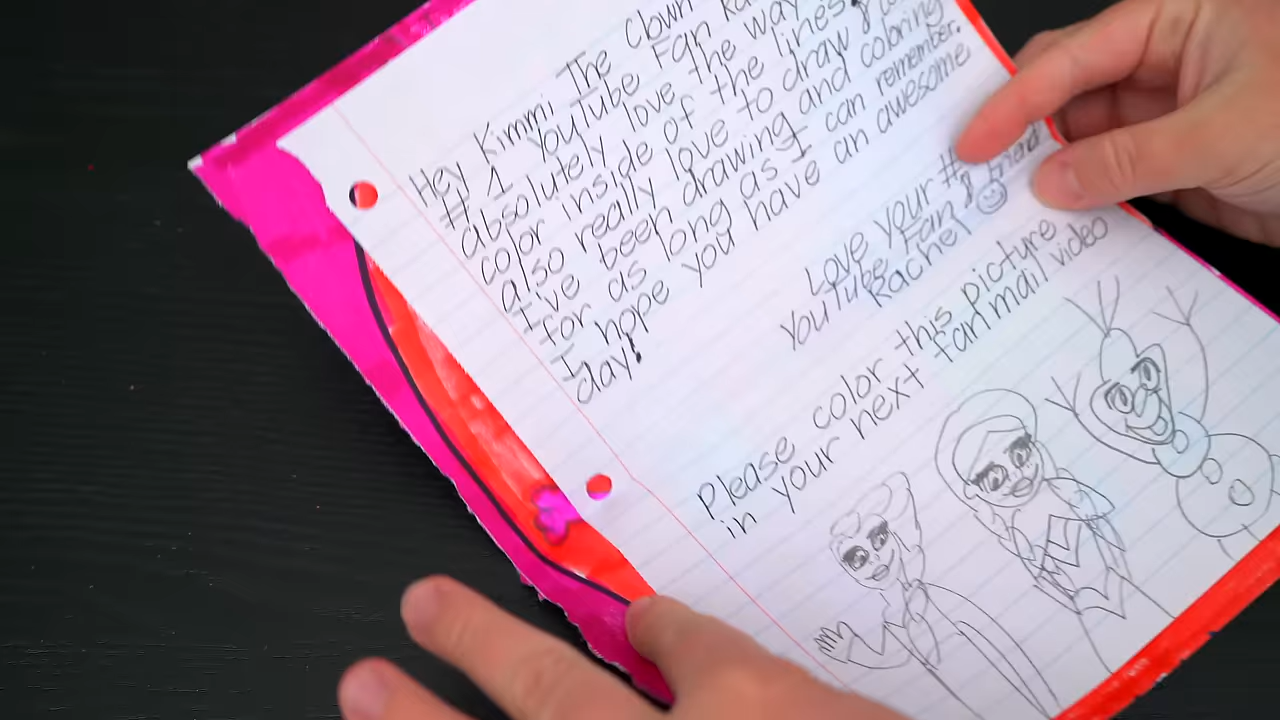 Hey Kimmi The Clown
# 1 YouTube Fan
absolutely love the way
color inside of the lines
also really love to draw &
I've been drawing and coloring
for as long as I can remember.
I hope you have an awesome
day!
Love your #
YouTube Fan & friend
Rachel
Please color this picture
in your next fan mail video